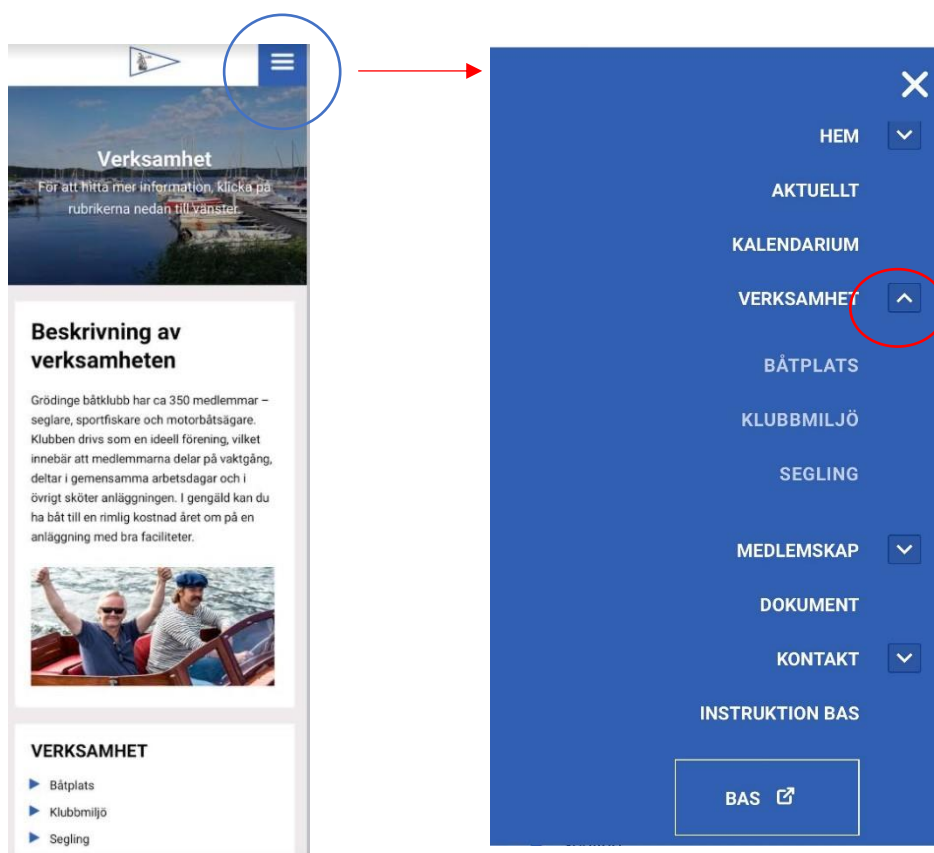 Verksamhet
För att hitta mer information, klicka på
rubrikerna nedan till vänster.
Beskrivning av
verksamheten
Grödinge båtklubb har ca 350 medlemmar –
seglare, sportfiskare och motorbåtsägare.
Klubben drivs som en ideell förening, vilket
innebär att medlemmarna delar på vaktgång,
deltar i gemensamma arbetsdagar och i
övrigt sköter anläggningen. I gengäld kan du
ha båt till en rimlig kostnad året om på en
anläggning med bra faciliteter.
VERKSAMHET
Båtplats
Klubbmiljö
Segling
HEM
AKTUELLT
KALENDARIUM
VERKSAMHET
BÅTPLATS
KLUBBMILJÖ
SEGLING
MEDLEMSKAP
DOKUMENT
KONTAKT
INSTRUKTION BAS
BAS